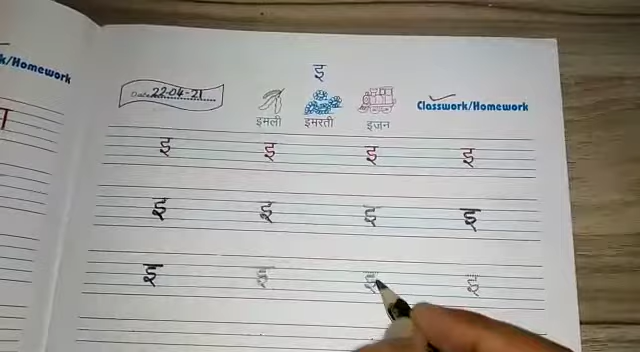 k/Homework
इ
Date 22-04-21
Classwork/Homework
इमली इमरती इंजन
इ इ इ इ
इ इ इ इ
इ इ इ इ